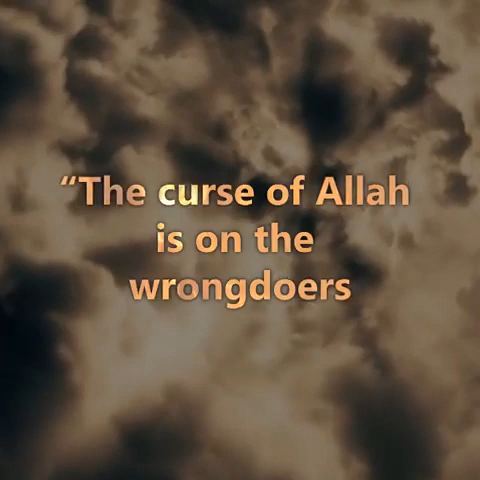 “The curse of Allah
is on the
wrongdoers